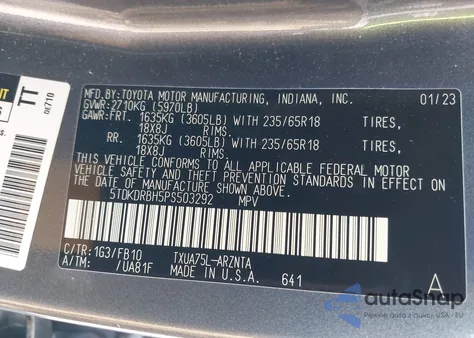 MFD.BY:TOYOTA MOTOR MANUFACTURING, INDIANA, INC. 01/23
GVWR:2710KG (5970LB)
GAWR:FRT. 1635KG (3605LB) WITH 235/65R18 TIRES,
18X8J RIMS.
RR. 1635KG (3605LB) WITH 235/65R18 TIRES,
18X8J RIMS.
THIS VEHICLE CONFORMS TO ALL APPLICABLE FEDERAL MOTOR
VEHICLE SAFETY AND THEFT PREVENTION STANDARDS IN
EFFECT ON THE DATE OF MANUFACTURE SHOWN ABOVE.
5TDKDRBH5PS503292 MPV
C/TR:1G3/FB10 TXUA75L-ARZNTA
A/TM: /UA81F MADE IN U.S.A. 641 A
TT
0E710
autoSnap